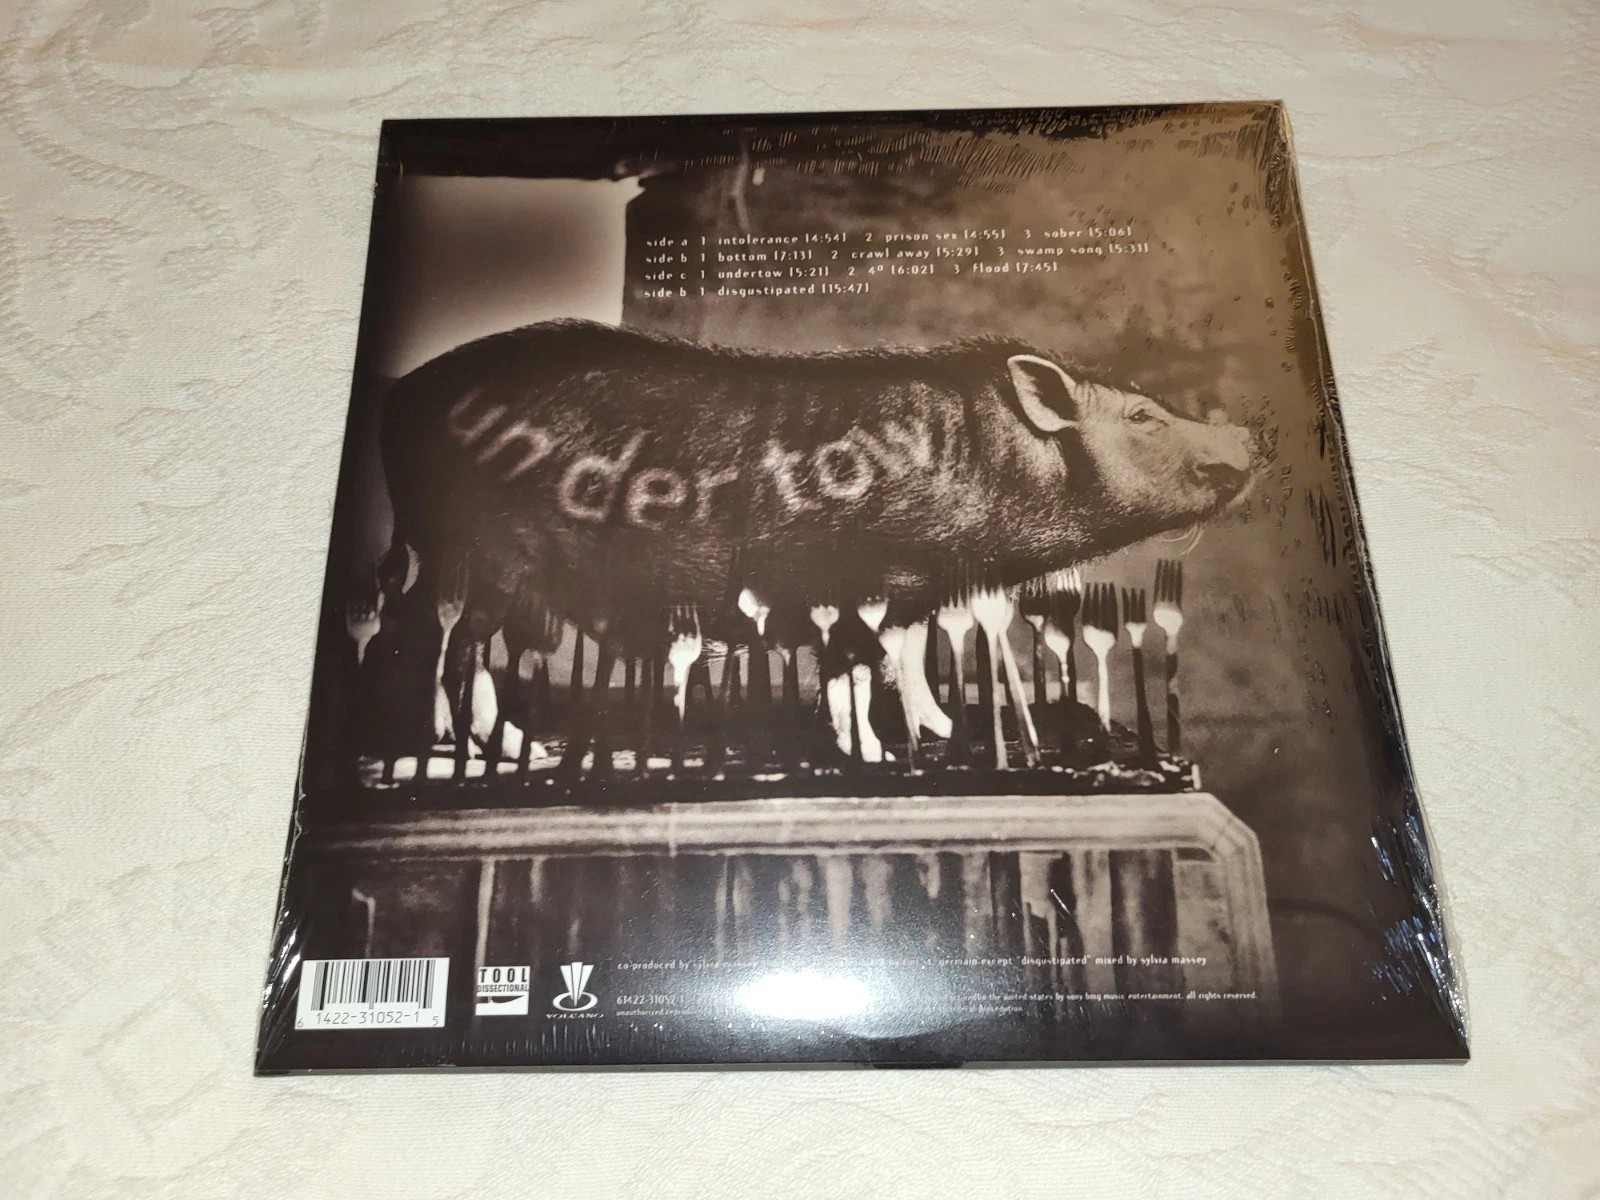 side a 1 intolerance [4:54] 2 prison sex [4:55] 3 sober [5:06]
side b 1 bottom [7:13] 2 crawl away [5:29] 3 swamp song [5:31]
side c 1 undertow [5:21] 2 4º [6:02] 3 flood [7:45]
side b 1 disgustipated [15:47]
under tow
co-produced by sylvia massey germain except "disgustipated" mixed by sylvia massey
TOOL
DISSECTIONAL
VOLCANO
61422-31052-1 the united states by sony bmg music entertainment. all rights reserved.
unauthorized
6 1422-31052-1 5